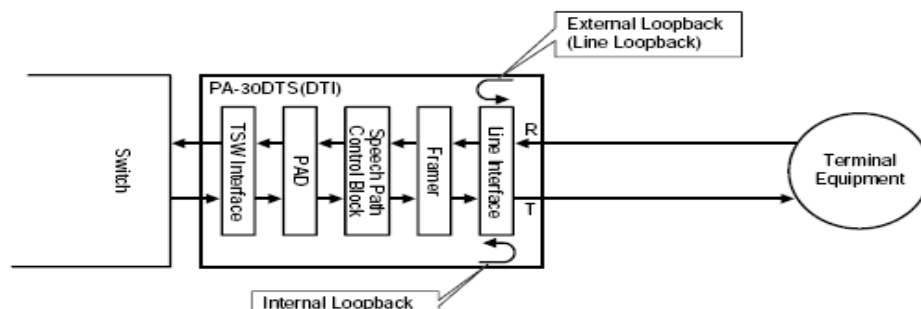 External Loopback
(Line Loopback)
PA-30DTS(DTI)
Switch
TSW Interface
PAD
Speech Path
Control Block
Framer
Line Interface
R
T
Terminal
Equipment
Internal Loopback